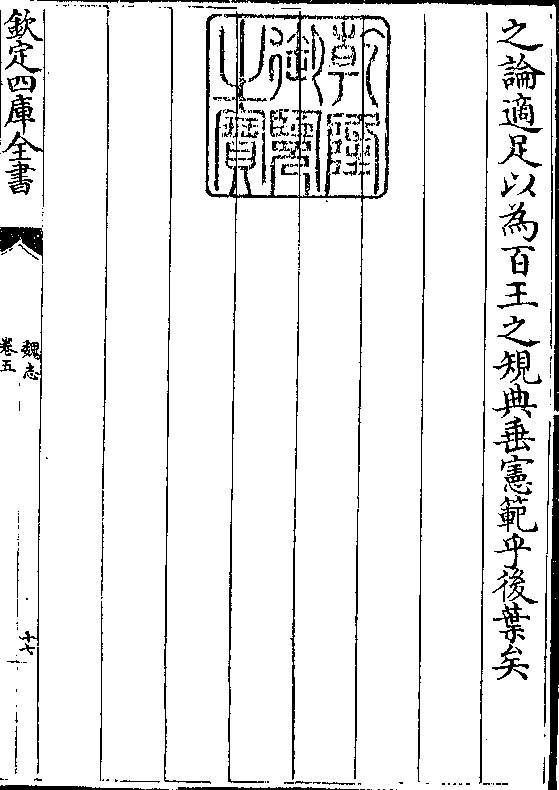 之論適足以為百王之規典垂憲範乎後葉矣
乾隆
御覽
之寶
欽定四庫全書
魏志
卷五
十七